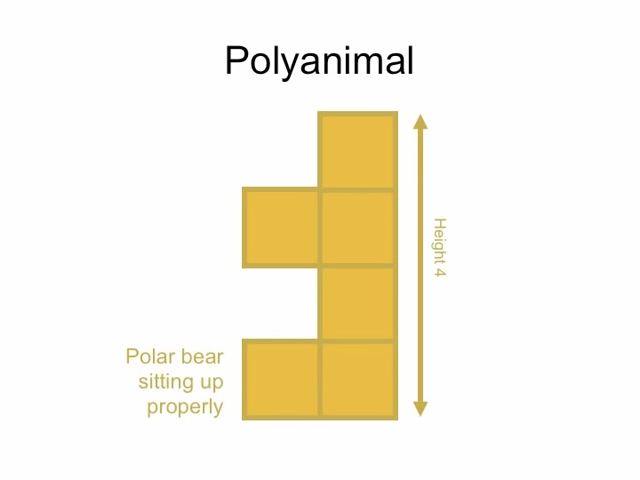 Polyanimal
Height 4
Polar bear
sitting up
properly